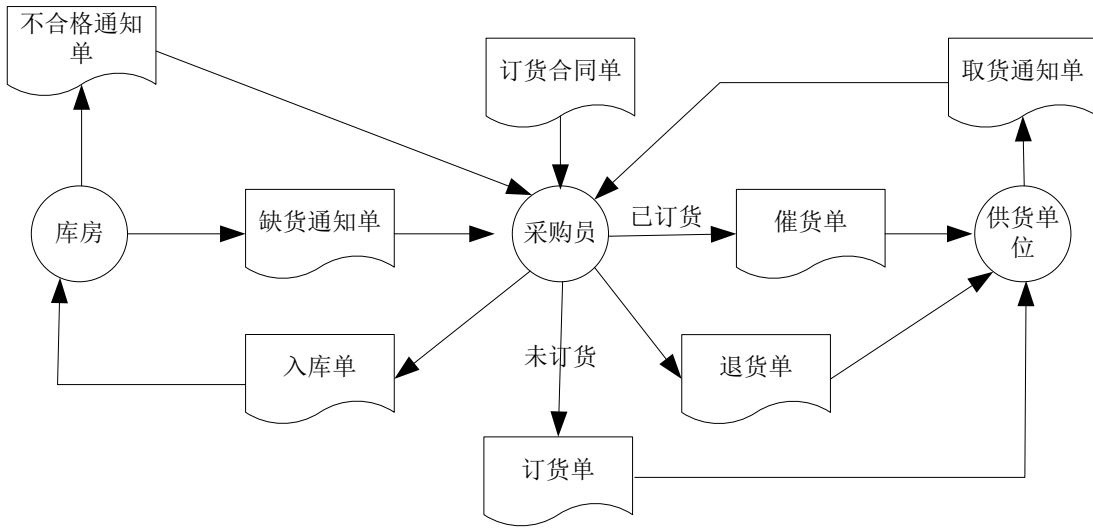 不合格通知
单
订货合同单
取货通知单
库房
缺货通知单
采购员
已订货
催货单
供货单
位
入库单
未订货
退货单
订货单